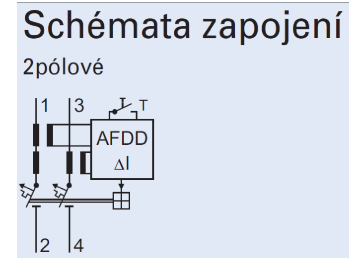 Schémata zapojení
2pólové
1 3 T
AFDD
ΔI
2 4